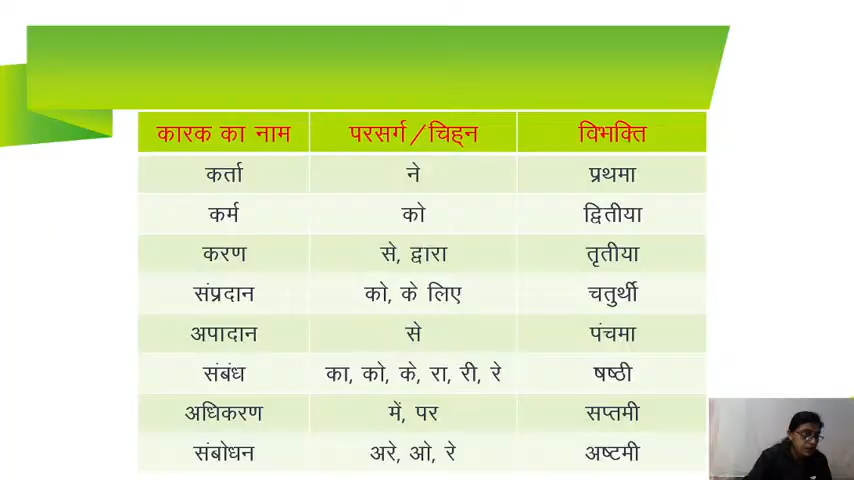 कारक का नाम परसर्ग/चिह्न विभक्ति
कर्ता ने प्रथमा
कर्म को द्वितीया
करण से, द्वारा तृतीया
संप्रदान को, के लिए चतुर्थी
अपादान से पंचमा
संबंध का, को, के, रा, री, रे षष्ठी
अधिकरण में, पर सप्तमी
संबोधन अरे, ओ, रे अष्टमी